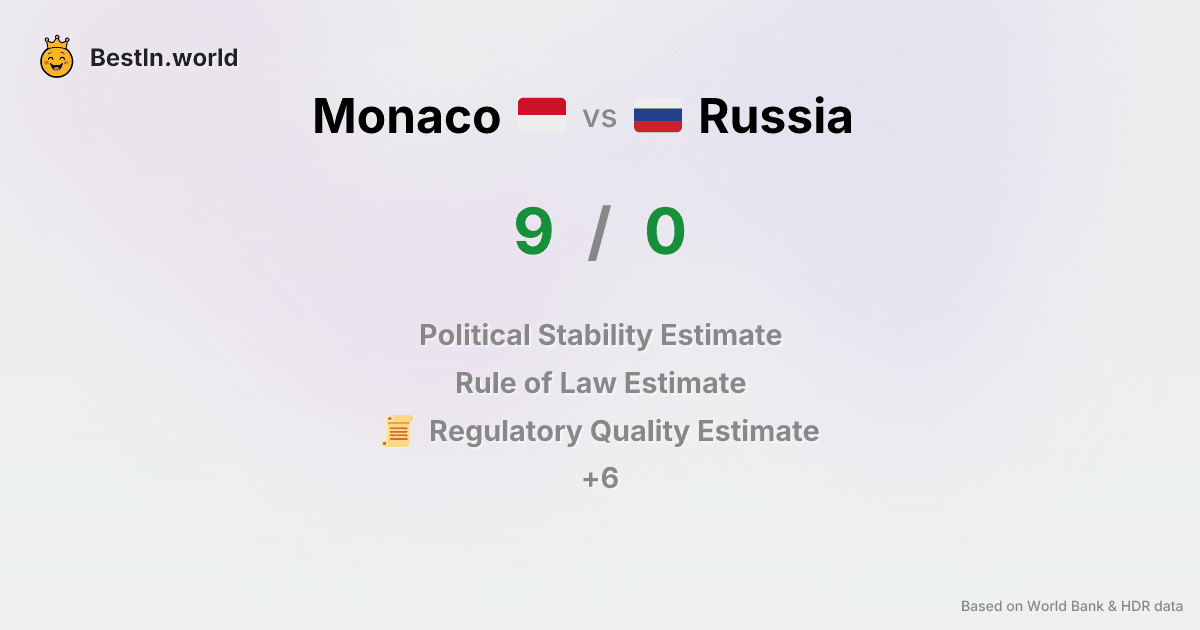 BestIn.world
Monaco vs Russia
9 / 0
Political Stability Estimate
Rule of Law Estimate
Regulatory Quality Estimate
+6
Based on World Bank & HDR data